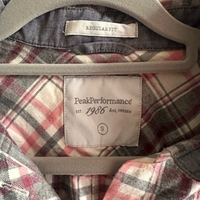 REGULAR FIT
PeakPerformance
EST. 1986 Åre, SWEDEN
S